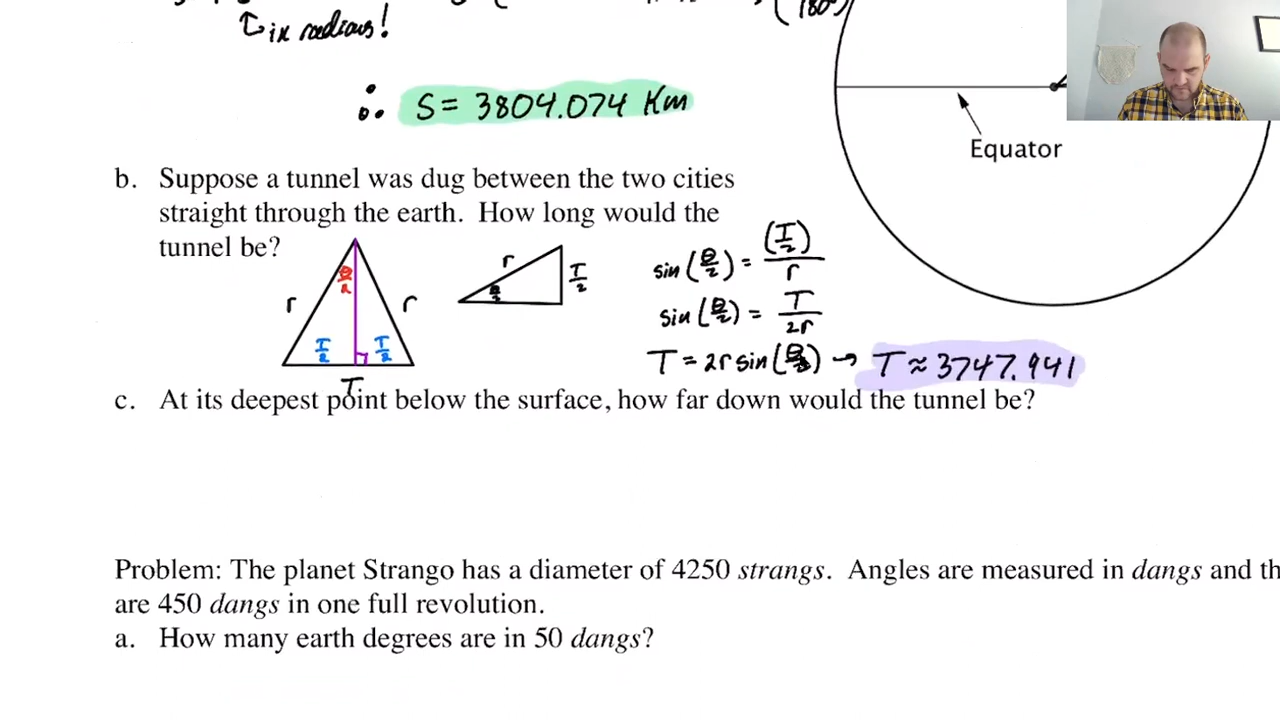 180°)
in radians!
∴ S = 3804.074 Km
Equator
b. Suppose a tunnel was dug between the two cities
straight through the earth. How long would the
tunnel be?
r θ/2 r
T/2 T/2
T
r θ/2 T/2
sin(θ/2) = (T/2)/r
sin(θ/2) = T/2r
T = 2r sin(θ/2) → T ≈ 3747.941
c. At its deepest point below the surface, how far down would the tunnel be?
Problem: The planet Strango has a diameter of 4250 strangs. Angles are measured in dangs and th
are 450 dangs in one full revolution.
a. How many earth degrees are in 50 dangs?